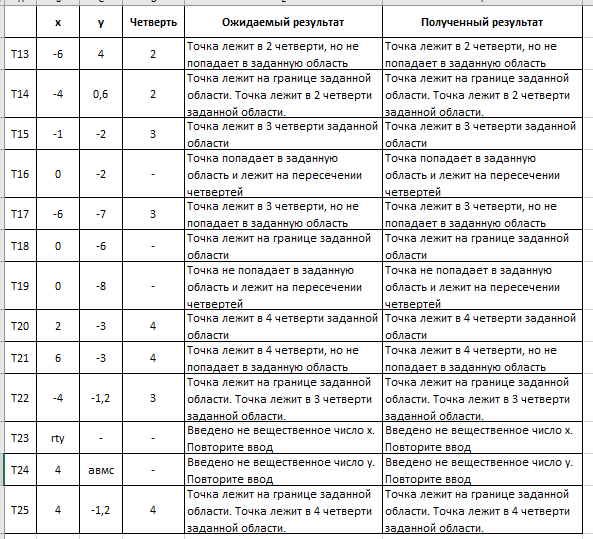 x y Четверть Ожидаемый результат Полученный результат
T13 -6 4 2 Точка лежит в 2 четверти, но не попадает в заданную область Точка лежит в 2 четверти, но не попадает в заданную область
T14 -4 0,6 2 Точка лежит на границе заданной области. Точка лежит в 2 четверти заданной области. Точка лежит на границе заданной области. Точка лежит в 2 четверти заданной области.
T15 -1 -2 3 Точка лежит в 3 четверти заданной области Точка лежит в 3 четверти заданной области
T16 0 -2 - Точка попадает в заданную область и лежит на пересечении четвертей Точка попадает в заданную область и лежит на пересечении четвертей
T17 -6 -7 3 Точка лежит в 3 четверти, но не попадает в заданную область Точка лежит в 3 четверти, но не попадает в заданную область
T18 0 -6 - Точка лежит на границе заданной области Точка лежит на границе заданной области
T19 0 -8 - Точка не попадает в заданную область и лежит на пересечении четвертей Точка не попадает в заданную область и лежит на пересечении четвертей
T20 2 -3 4 Точка лежит в 4 четверти заданной области Точка лежит в 4 четверти заданной области
T21 6 -3 4 Точка лежит в 4 четверти, но не попадает в заданную область Точка лежит в 4 четверти, но не попадает в заданную область
T22 -4 -1,2 3 Точка лежит на границе заданной области. Точка лежит в 3 четверти заданной области. Точка лежит на границе заданной области. Точка лежит в 3 четверти заданной области.
T23 rty - - Введено не вещественное число x. Повторите ввод Введено не вещественное число x. Повторите ввод
T24 4 авмс - Введено не вещественное число y. Повторите ввод Введено не вещественное число y. Повторите ввод
T25 4 -1,2 4 Точка лежит на границе заданной области. Точка лежит в 4 четверти заданной области. Точка лежит на границе заданной области. Точка лежит в 4 четверти заданной области.